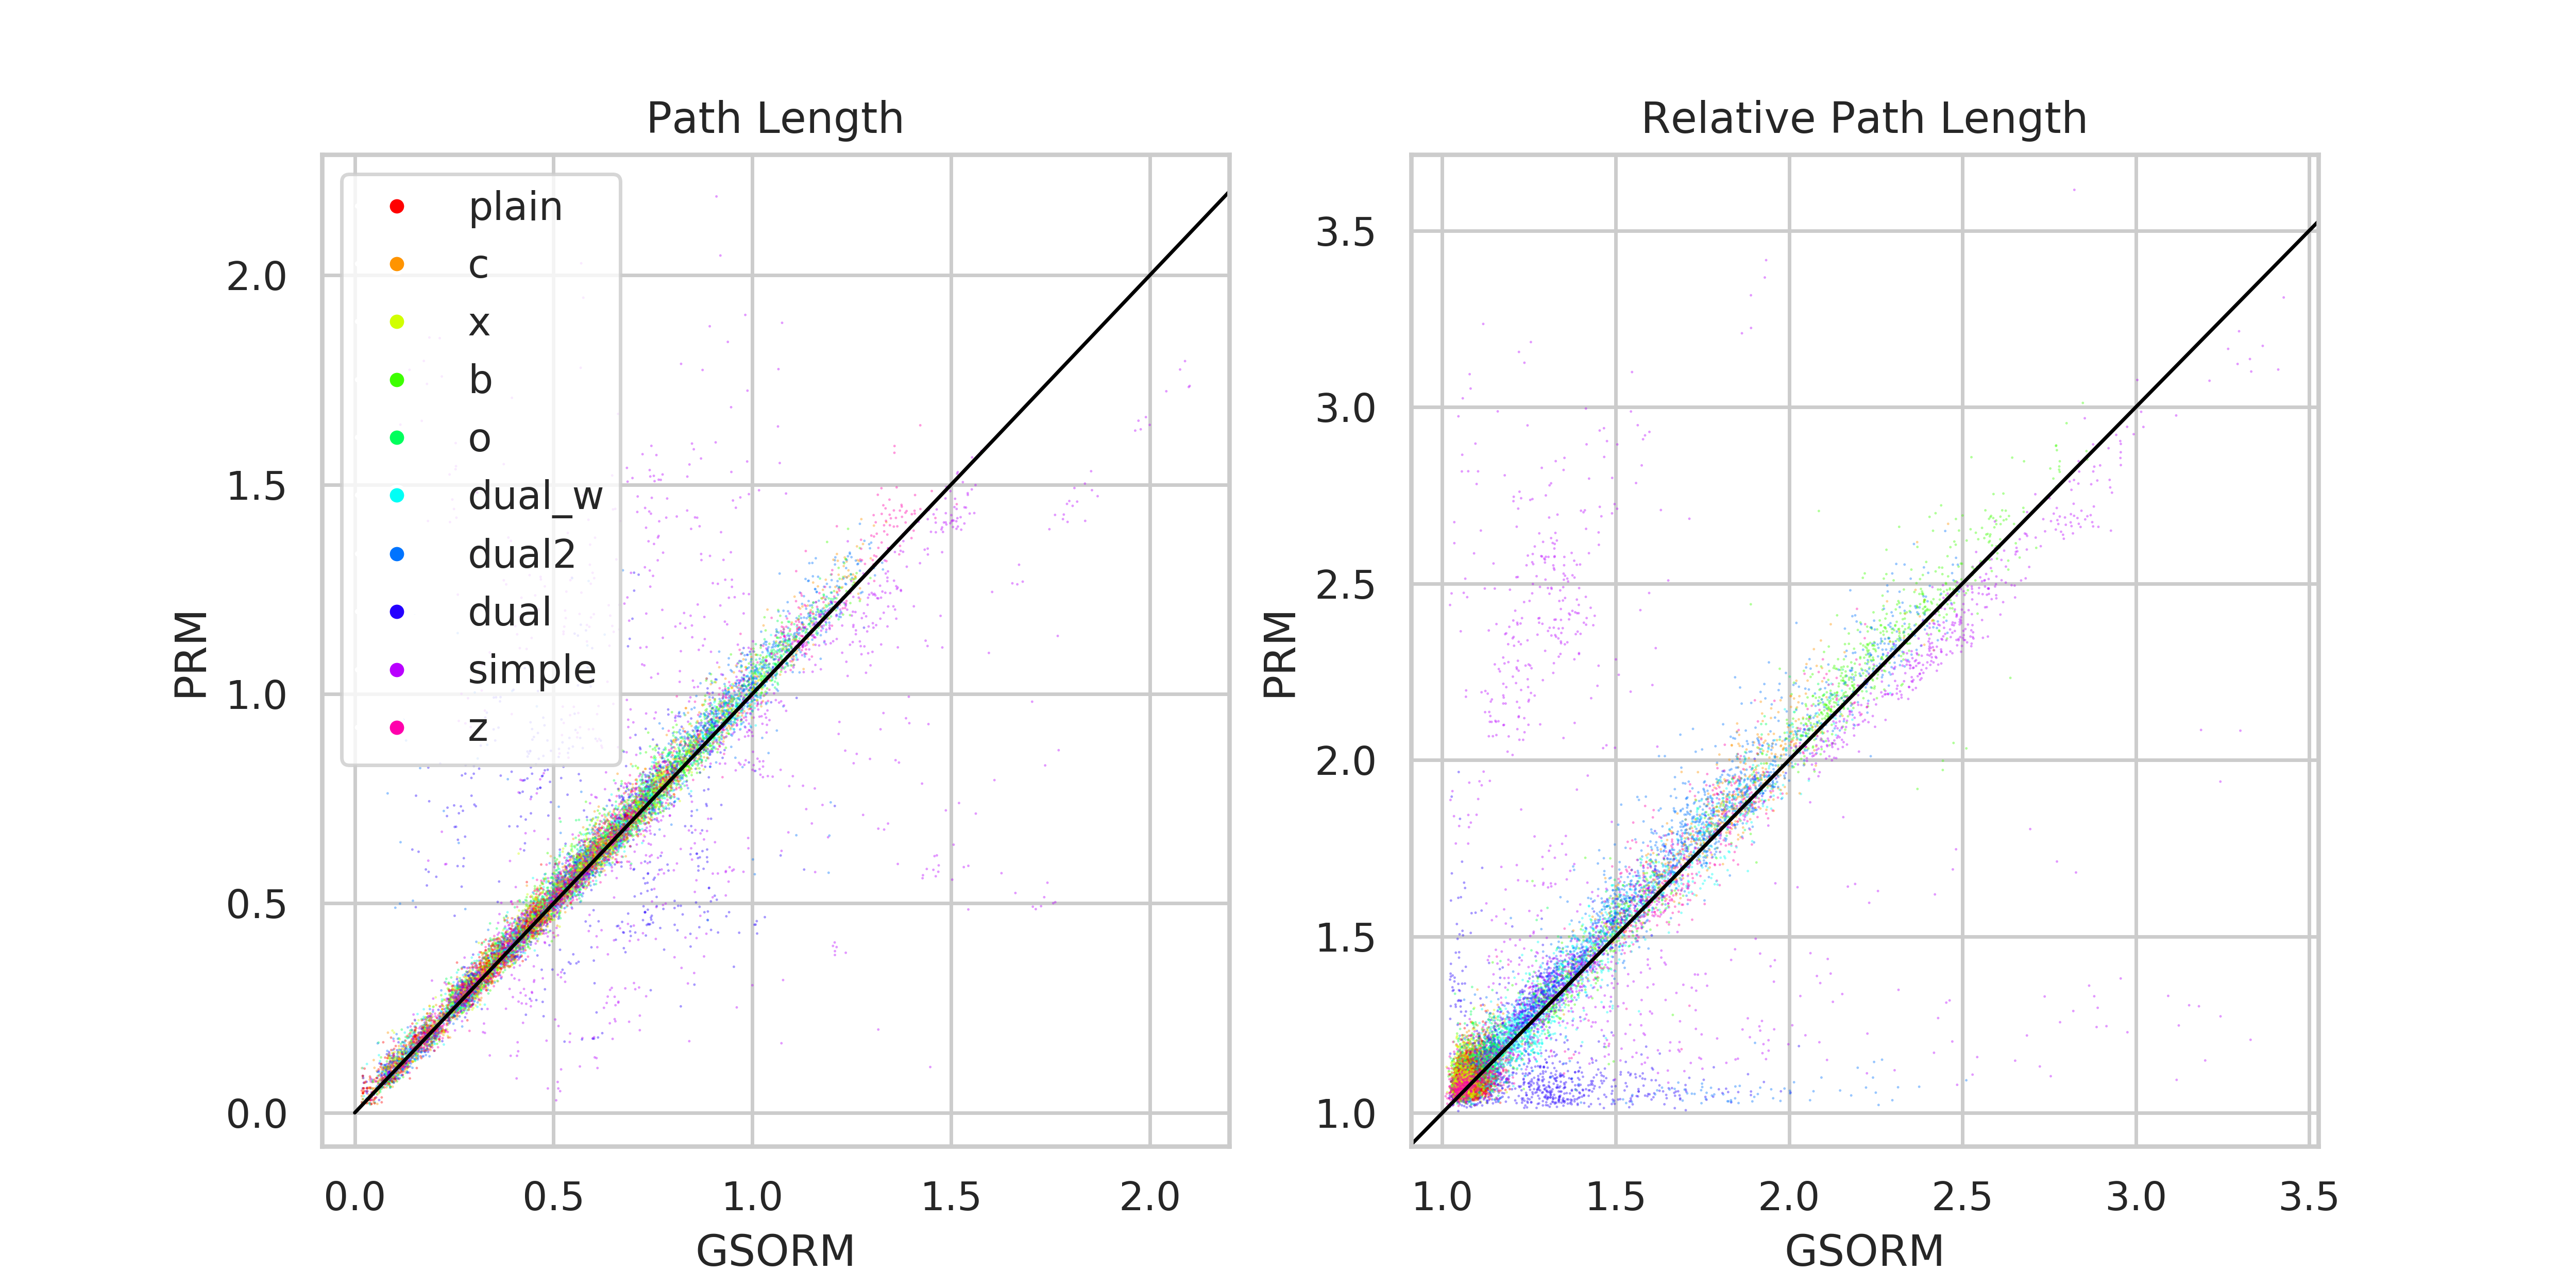 Path Length
2.0
1.5
1.0
0.5
0.0
PRM
plain
c
x
b
o
dual_w
dual2
dual
simple
z
0.0 0.5 1.0 1.5 2.0
GSORM
Relative Path Length
3.5
3.0
2.5
2.0
1.5
1.0
PRM
1.0 1.5 2.0 2.5 3.0 3.5
GSORM